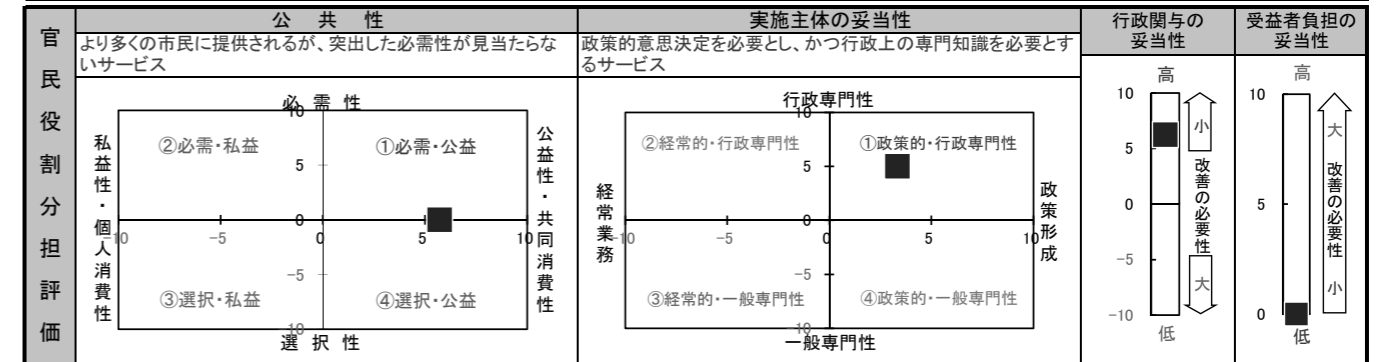 官民役割分担評価
公 共 性
より多くの市民に提供されるが、突出した必需性が見当たらな
いサービス
必 需 性
10
②必需・私益
①必需・公益
5
私益性・個人消費性
公益性・共同消費性
-10
-5
0
0
5
10
-5
③選択・私益
④選択・公益
-10
選 択 性
実施主体の妥当性
政策的意思決定を必要とし、かつ行政上の専門知識を必要とす
るサービス
行政専門性
10
②経常的・行政専門性
①政策的・行政専門性
5
経常業務
政策形成
-10
-5
0
0
5
10
-5
③経常的・一般専門性
④政策的・一般専門性
-10
一般専門性
行政関与の
妥当性
高
10
5
0
-5
-10
小
改善の必要性
大
低
受益者負担の
妥当性
高
10
5
0
大
改善の必要性
小
低